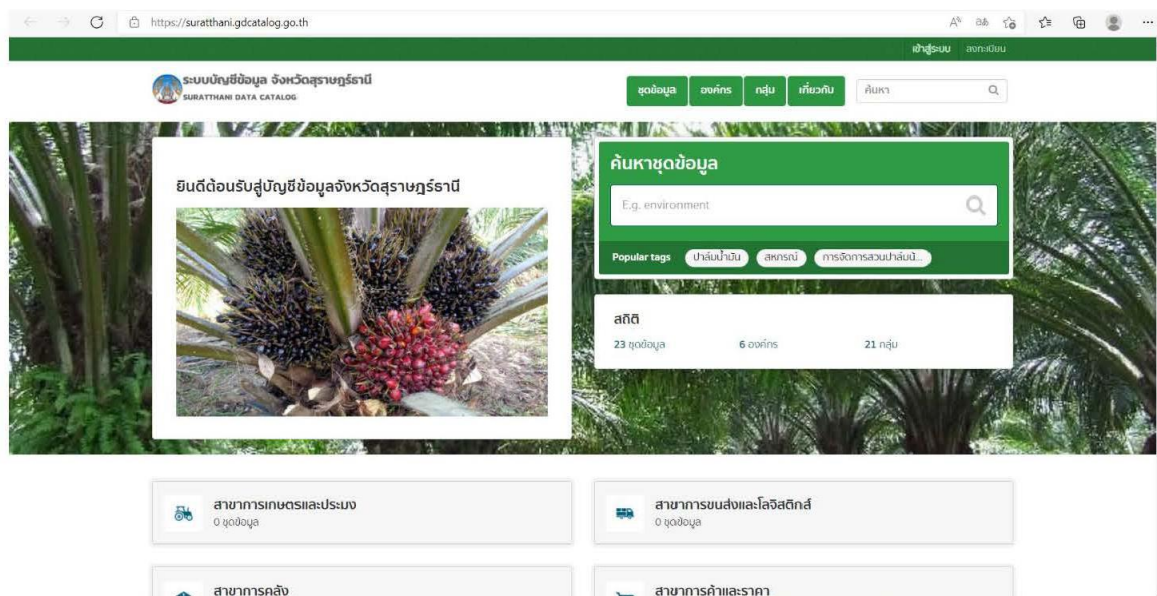 https://suratthani.gdcatalog.go.th
เข้าสู่ระบบ ลงทะเบียน
ระบบบัญชีข้อมูล จังหวัดสุราษฎร์ธานี
SURATTHANI DATA CATALOG
ชุดข้อมูล องค์กร กลุ่ม เกี่ยวกับ ค้นหา
ยินดีต้อนรับสู่บัญชีข้อมูลจังหวัดสุราษฎร์ธานี
ค้นหาชุดข้อมูล
E.g. environment
Popular tags ปาล์มน้ำมัน สหกรณ์ การจัดการสวนปาล์มน้...
สถิติ
23 ชุดข้อมูล 6 องค์กร 21 กลุ่ม
สาขาการเกษตรและประมง
0 ชุดข้อมูล
สาขาการขนส่งและโลจิสติกส์
0 ชุดข้อมูล
สาขาการคลัง
สาขาการค้าและราคา